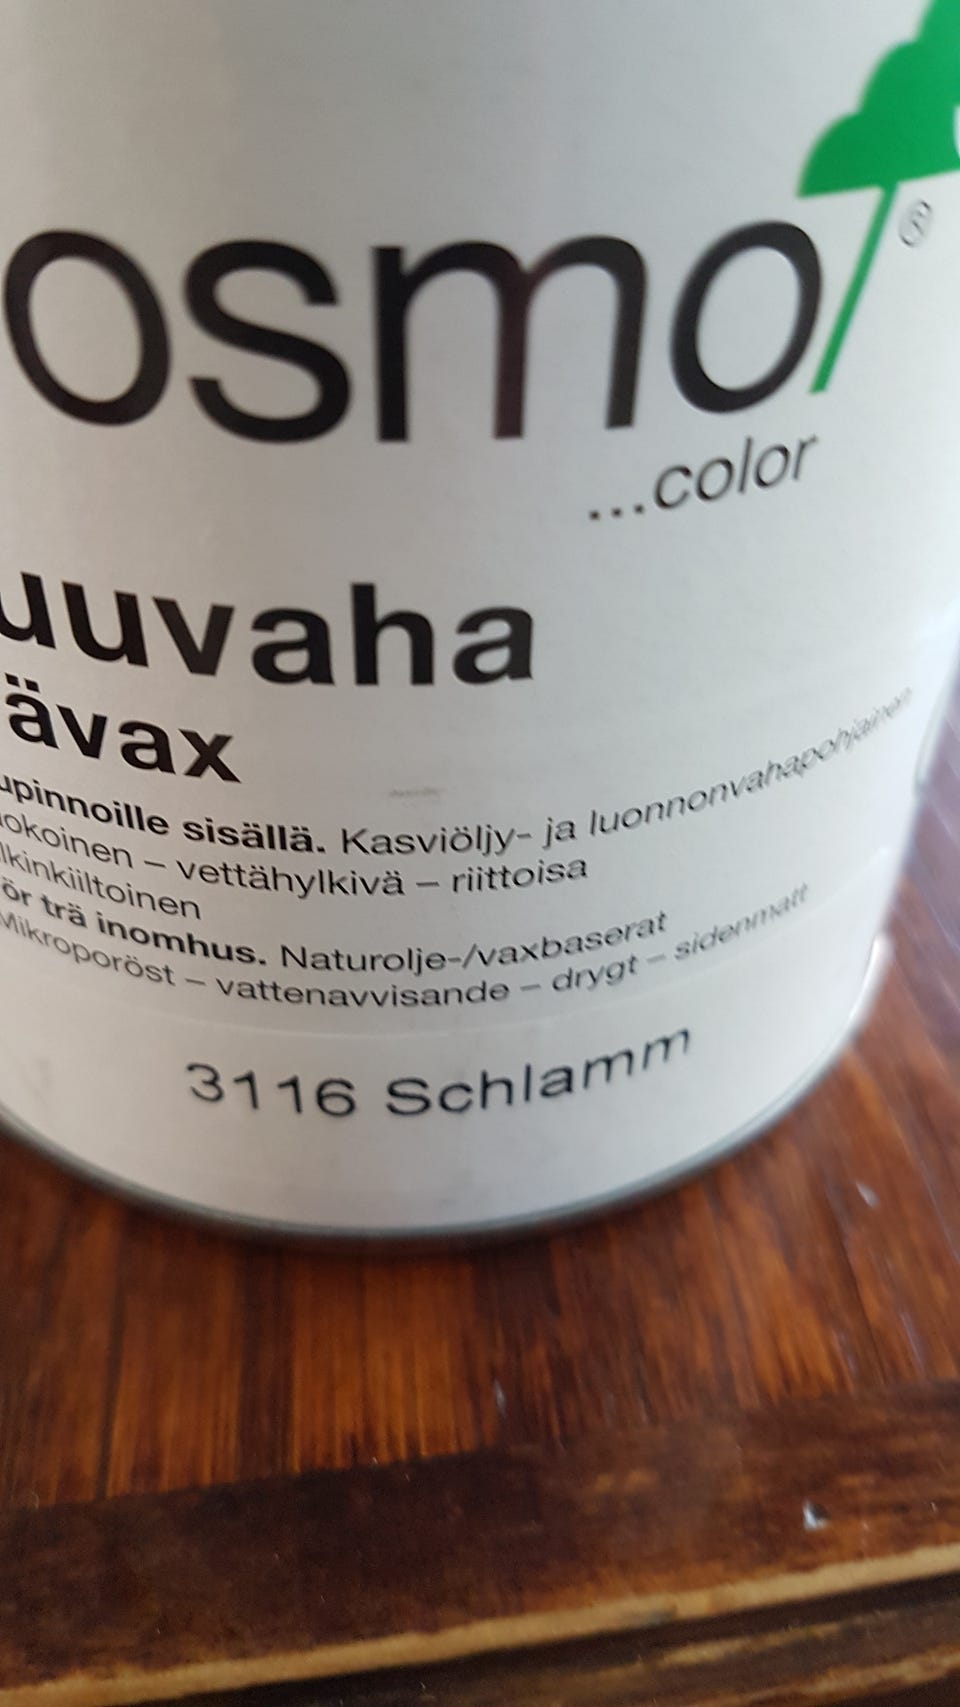 osmo
...color
uuvaha
ävax
upinnoille sisällä. Kasviöljy- ja luonnonvahapohjainen
okoinen – vettähylkivä – riittoisa
lkinkiiltoinen
ör trä inomhus. Naturolje-/vaxbaserat
Mikroporöst – vattenavvisande – drygt – sidenmatt
3116 Schlamm